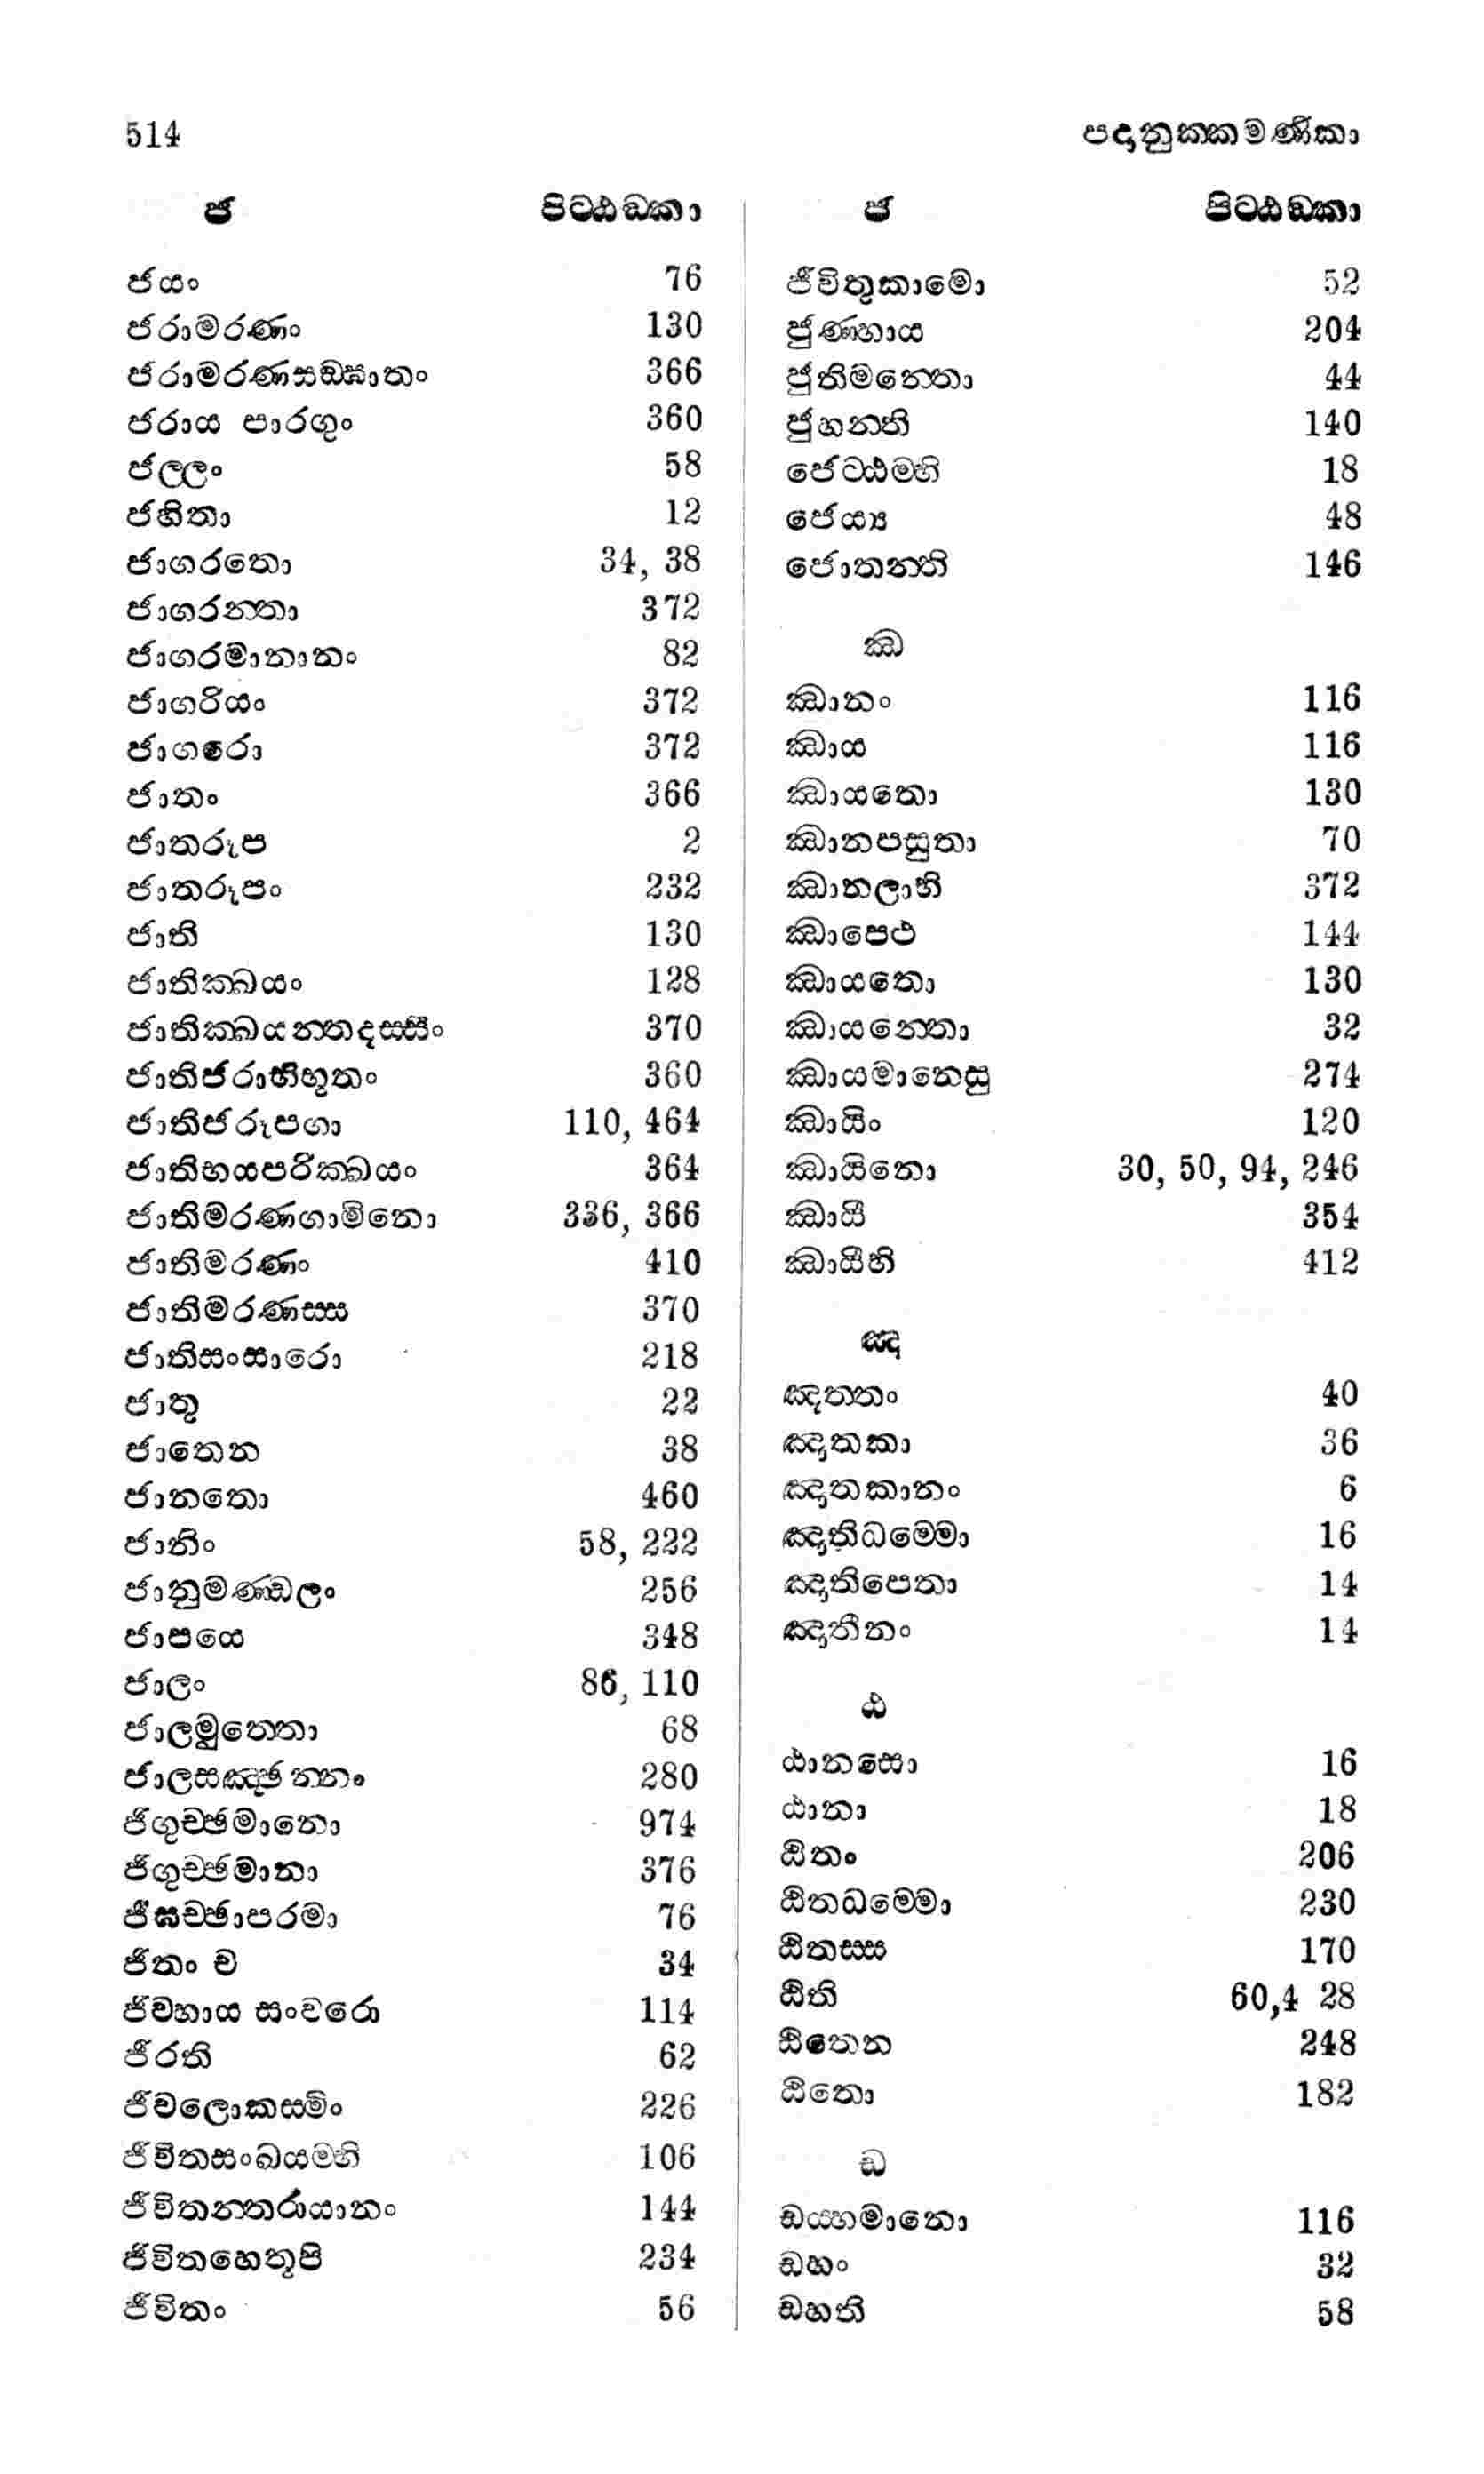 514
පදානුක්කමණිකා
ජ පිට්ඨඞ්කා
ජයං 76
ජරාමරණං 130
ජරාමරණසඞ්ඝාතං 366
ජරාය පාරගුං 360
ජල්ලං 58
ජහිත්‍වා 12
ජාගරතො 34, 38
ජාගරන්තා 372
ජාගරමානානං 82
ජාගරියං 372
ජාගරො 372
ජාතං 366
ජාතරූප 2
ජාතරූපං 232
ජාති 130
ජාතික්ඛයං 128
ජාතික්ඛයන්තදස්සිං 370
ජාතිජරාභිභූතං 360
ජාතිජරූපගා 110, 464
ජාතිභයපරික්ඛයං 364
ජාතිමරණගාමිනො 336, 366
ජාතිමරණං 410
ජාතිමරණස්ස 370
ජාතිසංසාරො 218
ජාතු 22
ජාතෙන 38
ජානතො 460
ජානිං 58, 222
ජානුමණ්ඩලං 256
ජාපයෙ 348
ජාලං 86, 110
ජාලමුත්තො 68
ජාලසඤ්ඡන්නං 280
ජිගුච්ඡමානො 974
ජිගුච්ඡමානා 376
ජිඝච්ඡාපරමා 76
ජිතං ච 34
ජිව්හාය සංවරො 114
ජීරති 62
ජීවලොකස්මිං 226
ජීවිතසංඛයම්හි 106
ජීවිතන්තරායානං 144
ජීවිතහෙතුපි 234
ජීවිතං 56
ජ පිට්ඨඞ්කා
ජීවිතුකාමො 52
ජුණ්හාය 204
ජුතිමන්තො 44
ජුහන්ති 140
ජෙට්ඨම්හි 18
ජෙය්‍ය 48
ජොතන්ති 146
ඣ
ඣානං 116
ඣාය 116
ඣායතො 130
ඣානපසුතා 70
ඣානලාභි 372
ඣාපෙථ 144
ඣායතො 130
ඣායන්තො 32
ඣායමානෙසු 274
ඣායිං 120
ඣායිනො 30, 50, 94, 246
ඣායී 354
ඣායීහි 412
ඤ
ඤත්තං 40
ඤාතකා 36
ඤාතකානං 6
ඤාතිධම්මො 16
ඤාතිපෙතා 14
ඤාතීනං 14
ඨ
ඨානසො 16
ඨානා 18
ඨිතං 206
ඨිතධම්මො 230
ඨිතස්ස 170
ඨිති 60,4 28
ඨිතෙන 248
ඨිතො 182
ඩ
ඩය්හමානො 116
ඩහං 32
ඩහති 58